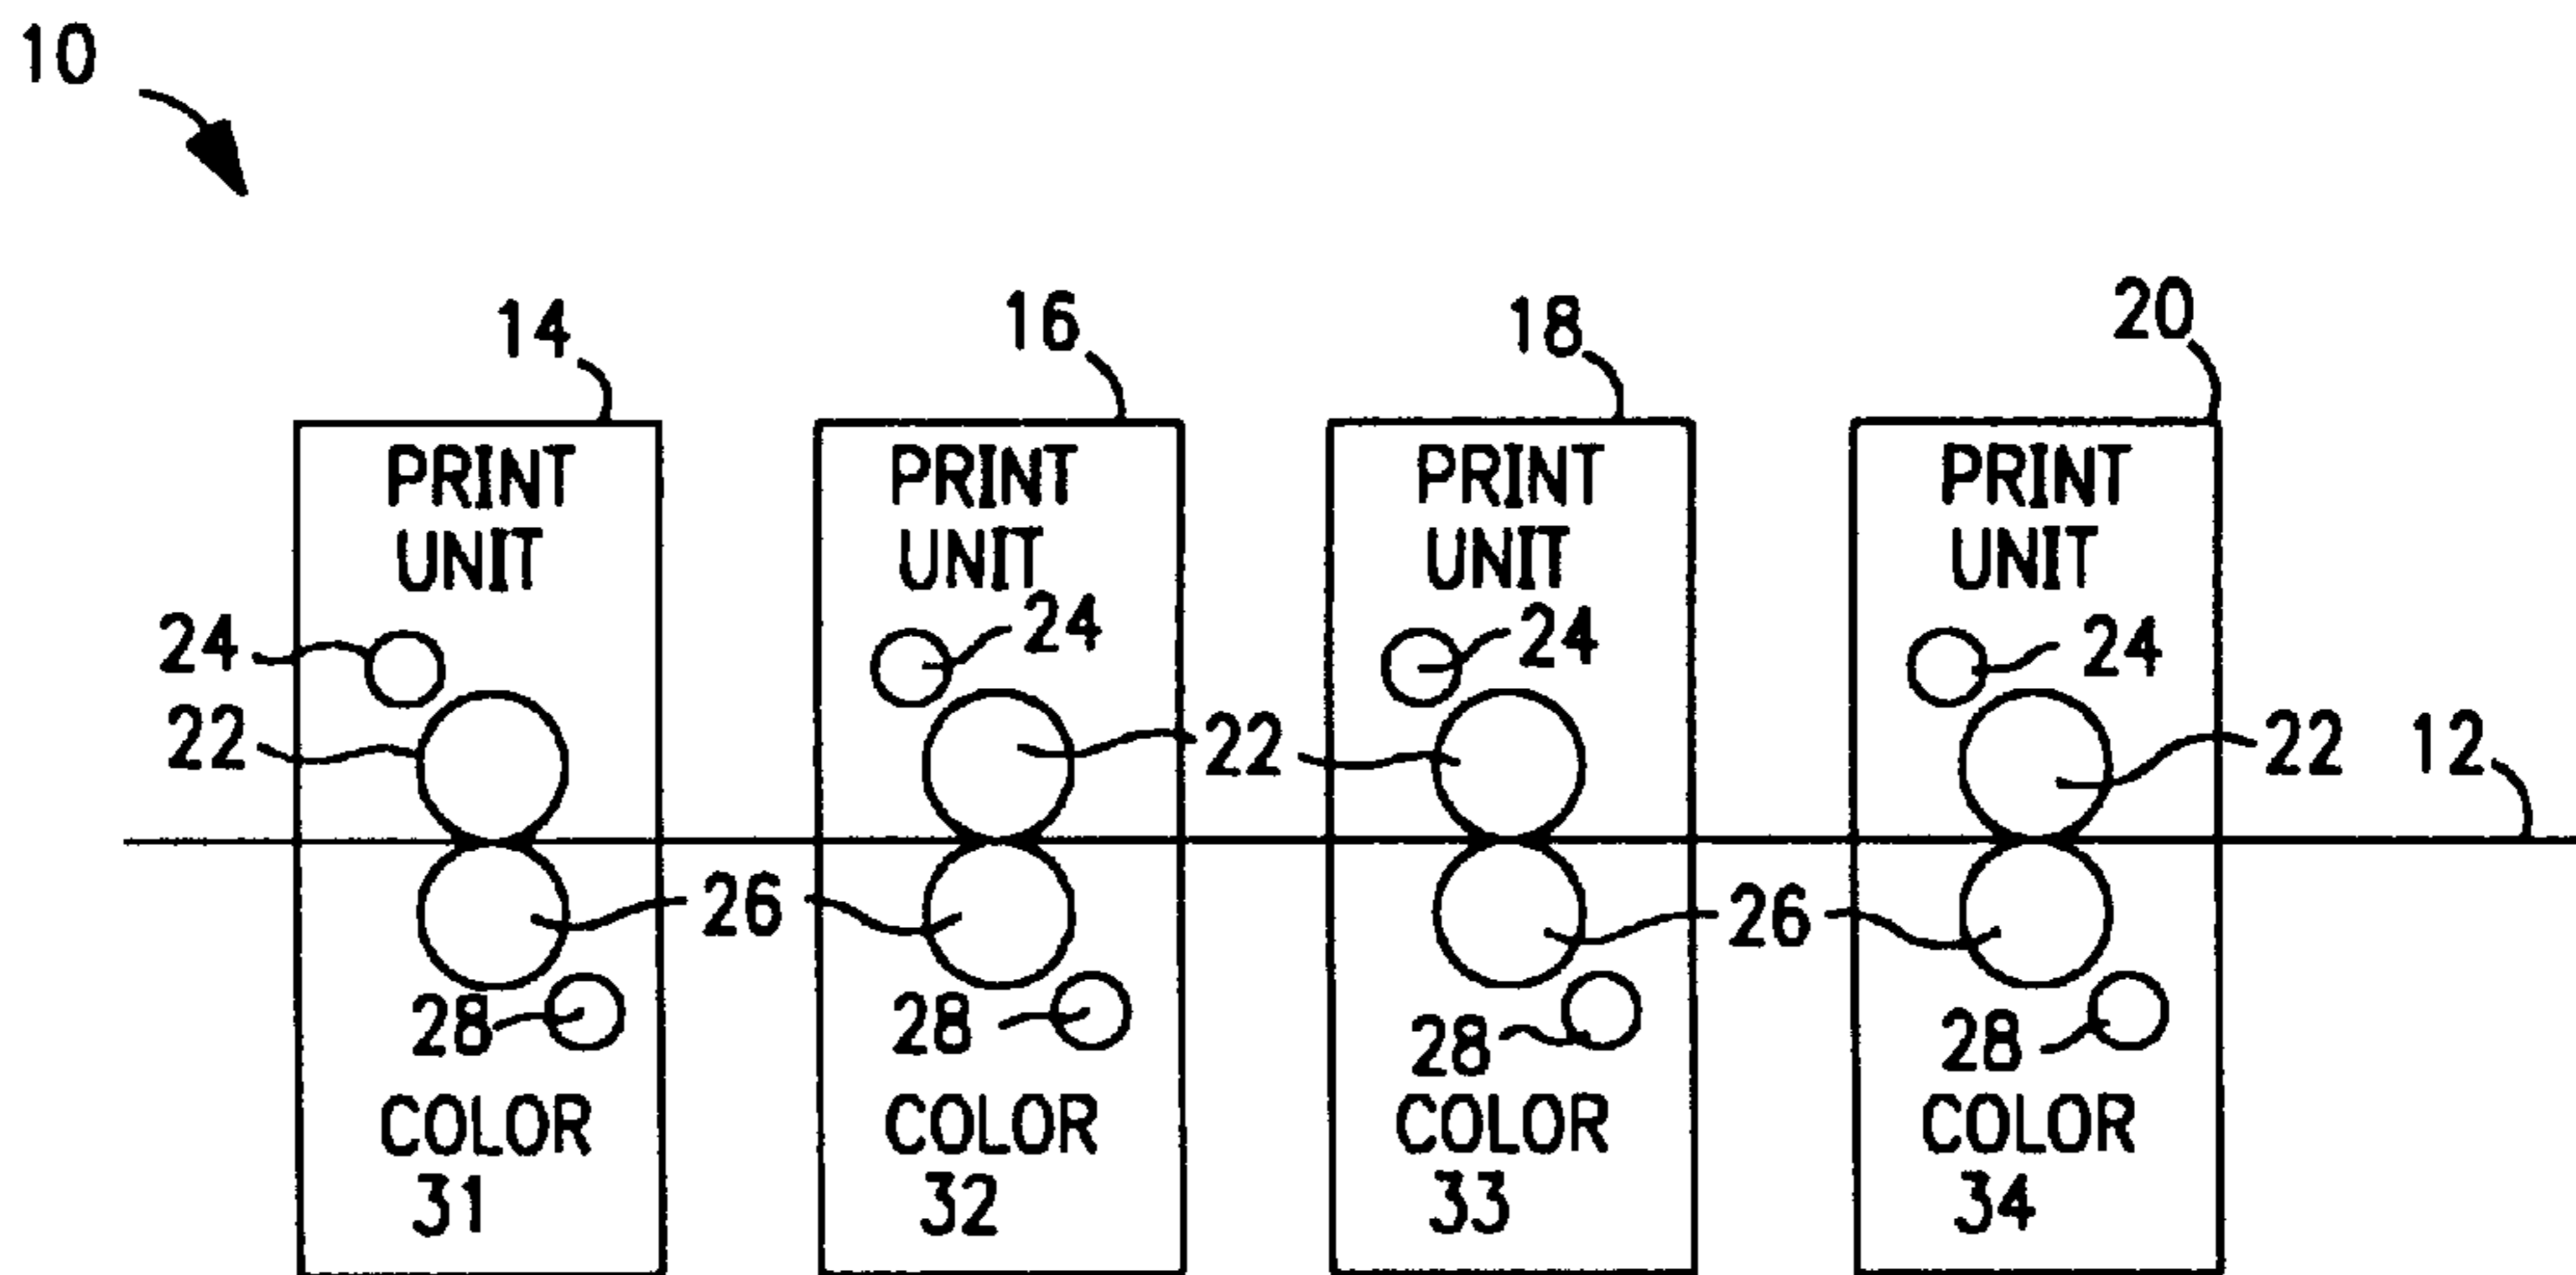 10
14 16 18 20
PRINT PRINT PRINT PRINT
UNIT UNIT UNIT UNIT
24 24 24 24
22 22 22 12
26 26
28 28 28 28
COLOR COLOR COLOR COLOR
31 32 33 34